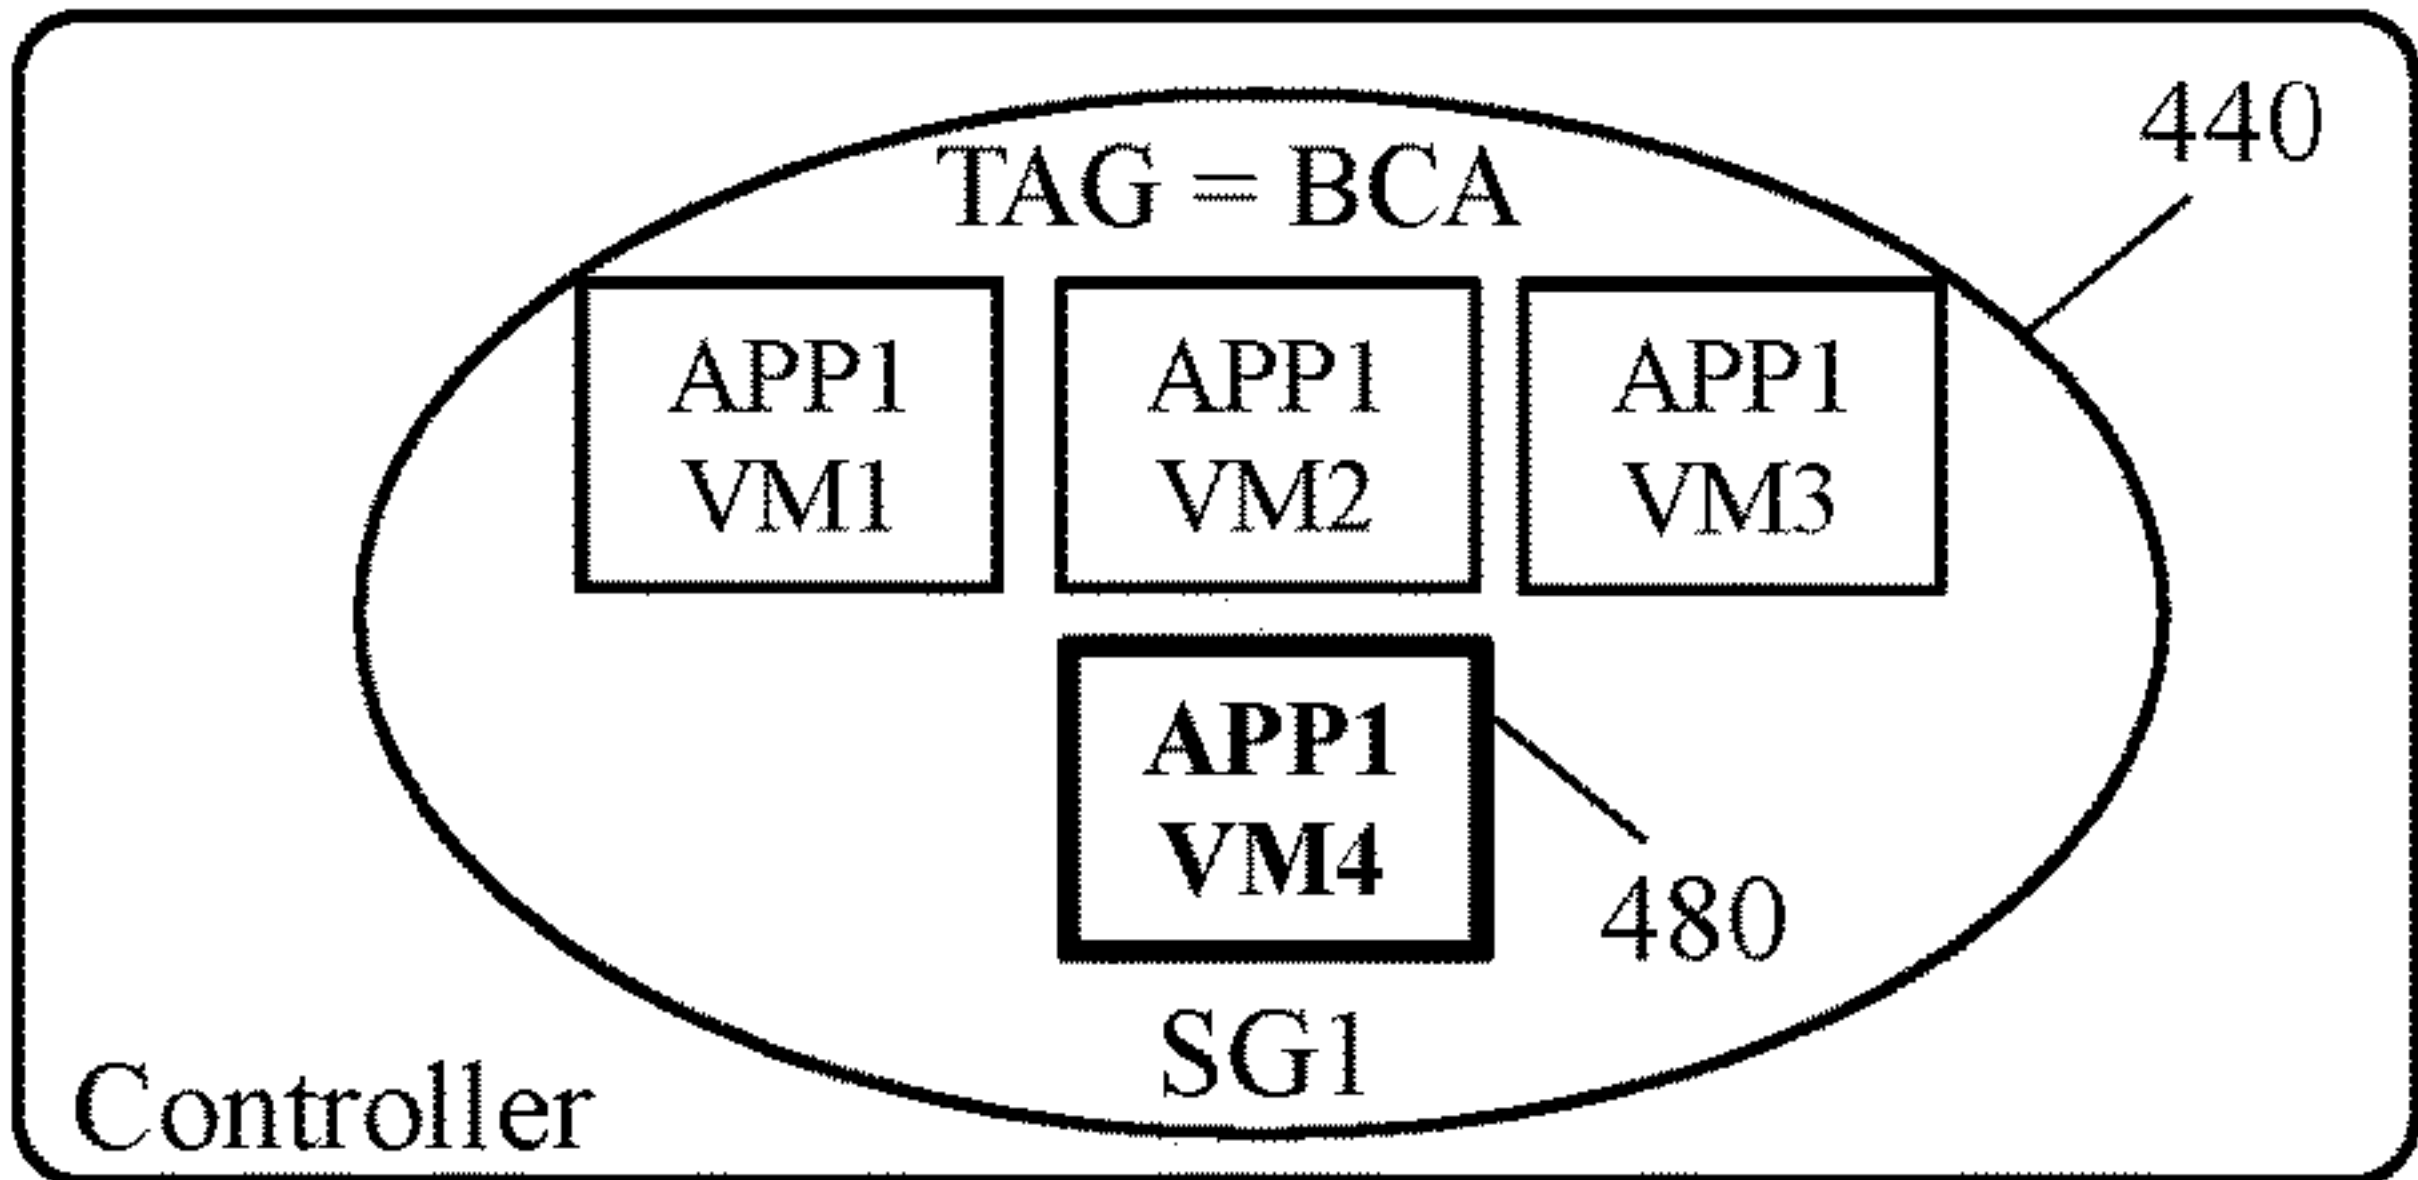 440
TAG = BCA
APP1
VM1
APP1
VM2
APP1
VM3
APP1
VM4
480
SG1
Controller